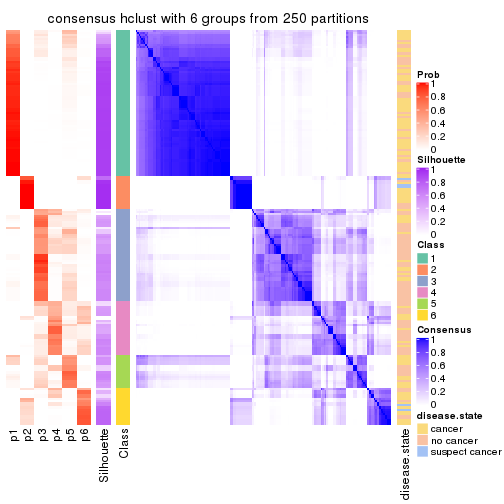 consensus hclust with 6 groups from 250 partitions
Prob
1
0.8
0.6
0.4
0.2
0
Silhouette
1
0.8
0.6
0.4
0.2
0
Class
1
2
3
4
5
6
Consensus
1
0.8
0.6
0.4
0.2
0
disease.state
cancer
no cancer
suspect cancer
p1
p2
p3
p4
p5
p6
Silhouette
Class
disease.state